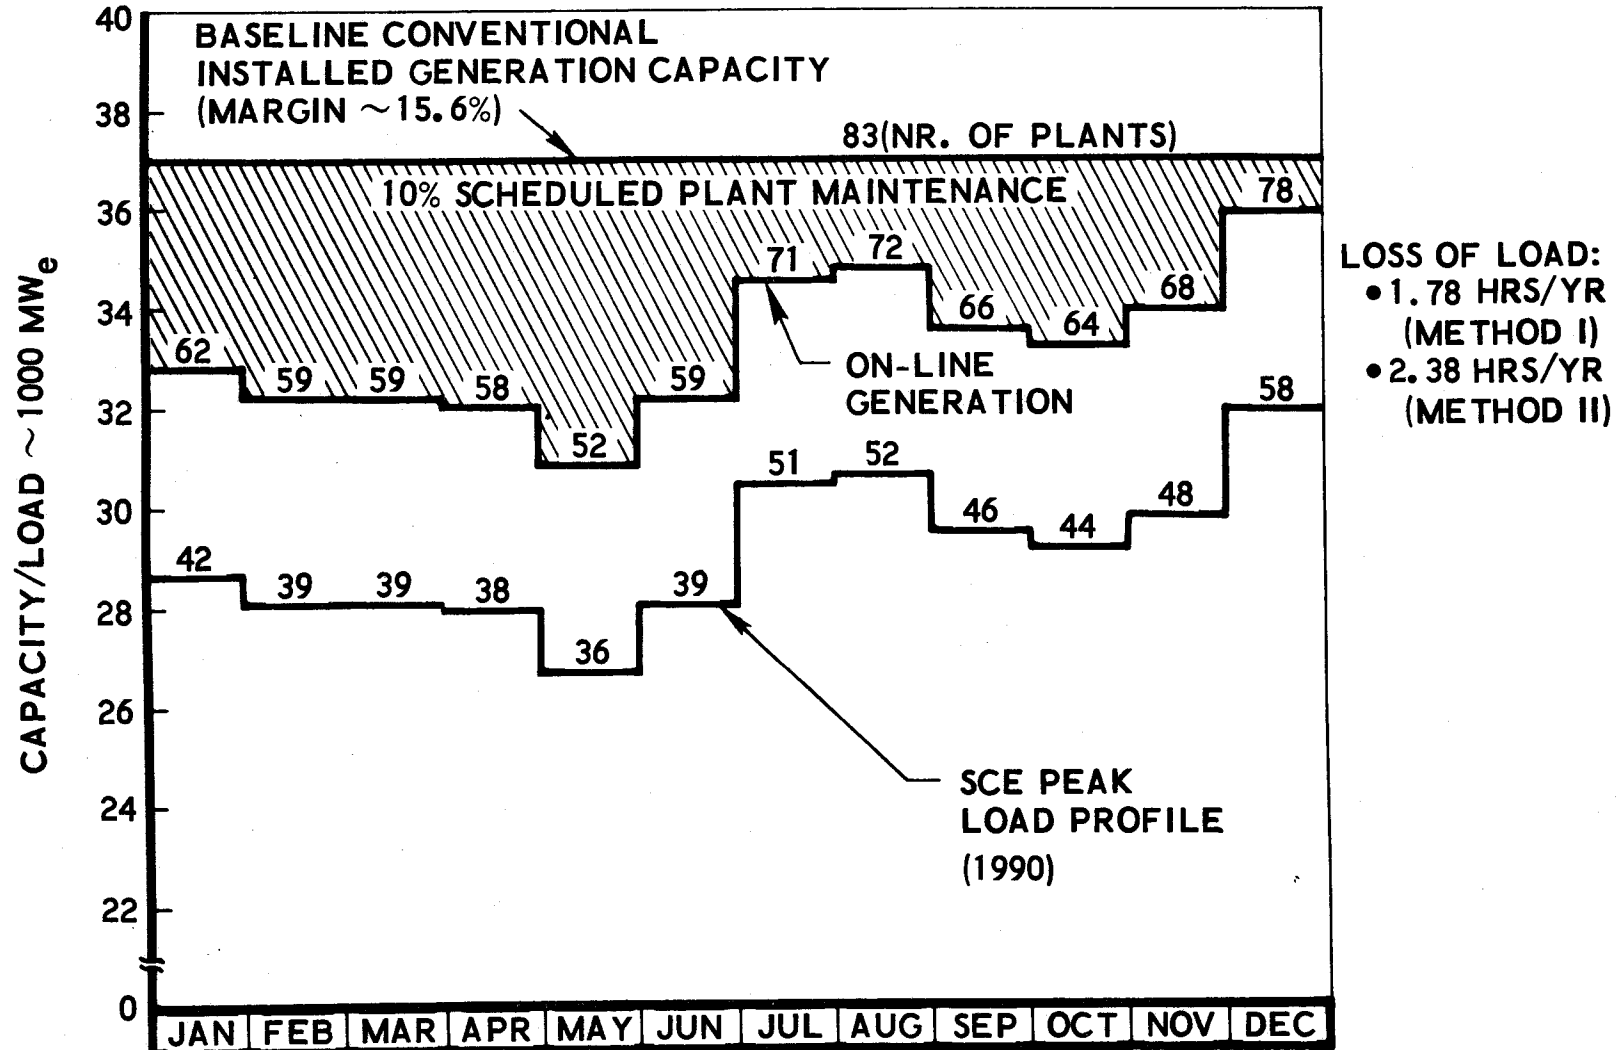 40
BASELINE CONVENTIONAL
INSTALLED GENERATION CAPACITY
(MARGIN ~15.6%)
38
83(NR. OF PLANTS)
10% SCHEDULED PLANT MAINTENANCE
36
78
71
72
66
64
68
34
62
59
59
58
52
59
ON-LINE
GENERATION
32
58
51
52
46
44
48
30
42
39
39
38
36
39
28
26
SCE PEAK
LOAD PROFILE
(1990)
24
22
0
JAN FEB MAR APR MAY JUN JUL AUG SEP OCT NOV DEC
CAPACITY/LOAD ~ 1000 MWe
LOSS OF LOAD:
• 1.78 HRS/YR
(METHOD I)
• 2.38 HRS/YR
(METHOD II)